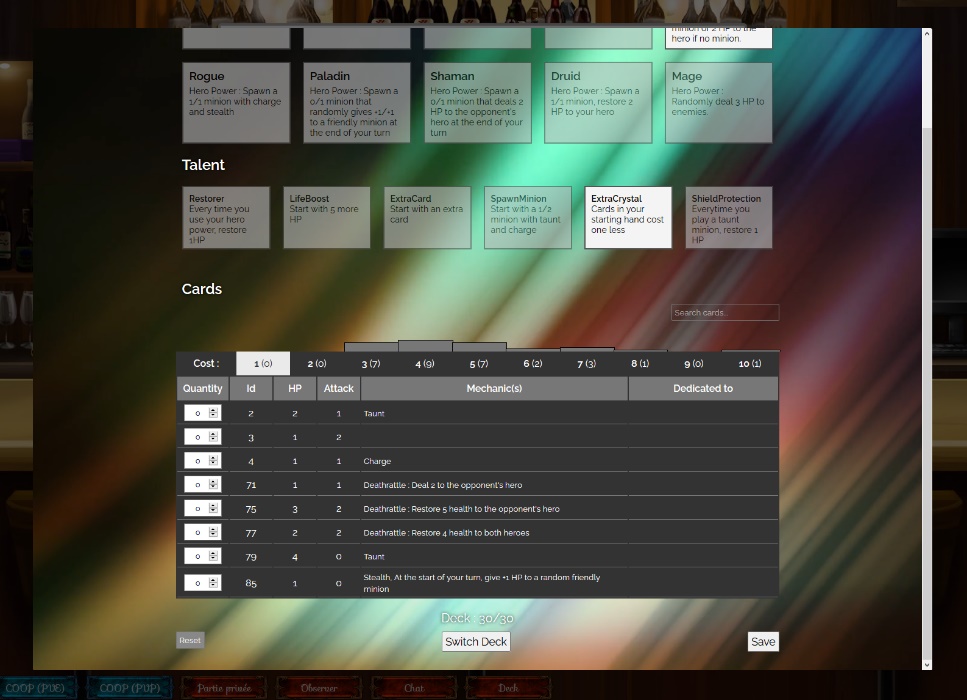 minion or 2 HP to the
hero if no minion.
Rogue
Hero Power : Spawn a
1/1 minion with charge
and stealth
Paladin
Hero Power : Spawn a
0/1 minion that
randomly gives +1/+1
to a friendly minion at
the end of your turn
Shaman
Hero Power : Spawn a
0/1 minion that deals 2
HP to the opponent's
hero at the end of your
turn
Druid
Hero Power : Spawn a
1/1 minion, restore 2
HP to your hero
Mage
Hero Power :
Randomly deal 3 HP to
enemies.
Talent
Restorer
Every time you
use your hero
power, restore
1HP
LifeBoost
Start with 5 more
HP
ExtraCard
Start with an extra
card
SpawnMinion
Start with a 1/2
minion with taunt
and charge
ExtraCrystal
Cards in your
starting hand cost
one less
ShieldProtection
Everytime you
play a taunt
minion, restore 1
HP
Cards
Search cards..
Cost : 1 (0) 2 (0) 3 (7) 4 (9) 5 (7) 6 (2) 7 (3) 8 (1) 9 (0) 10 (1)
Quantity Id HP Attack Mechanic(s) Dedicated to
0 2 2 1 Taunt
0 3 1 2
0 4 1 1 Charge
0 71 1 1 Deathrattle : Deal 2 to the opponent's hero
0 75 3 2 Deathrattle : Restore 5 health to the opponent's hero
0 77 2 2 Deathrattle : Restore 4 health to both heroes
0 79 4 0 Taunt
0 85 1 0 Stealth, At the start of your turn, give +1 HP to a random friendly
minion
Deck : 30/30
Reset Switch Deck Save
COOP (PVE) COOP (PVP) Partie privée Observer Chat Deck